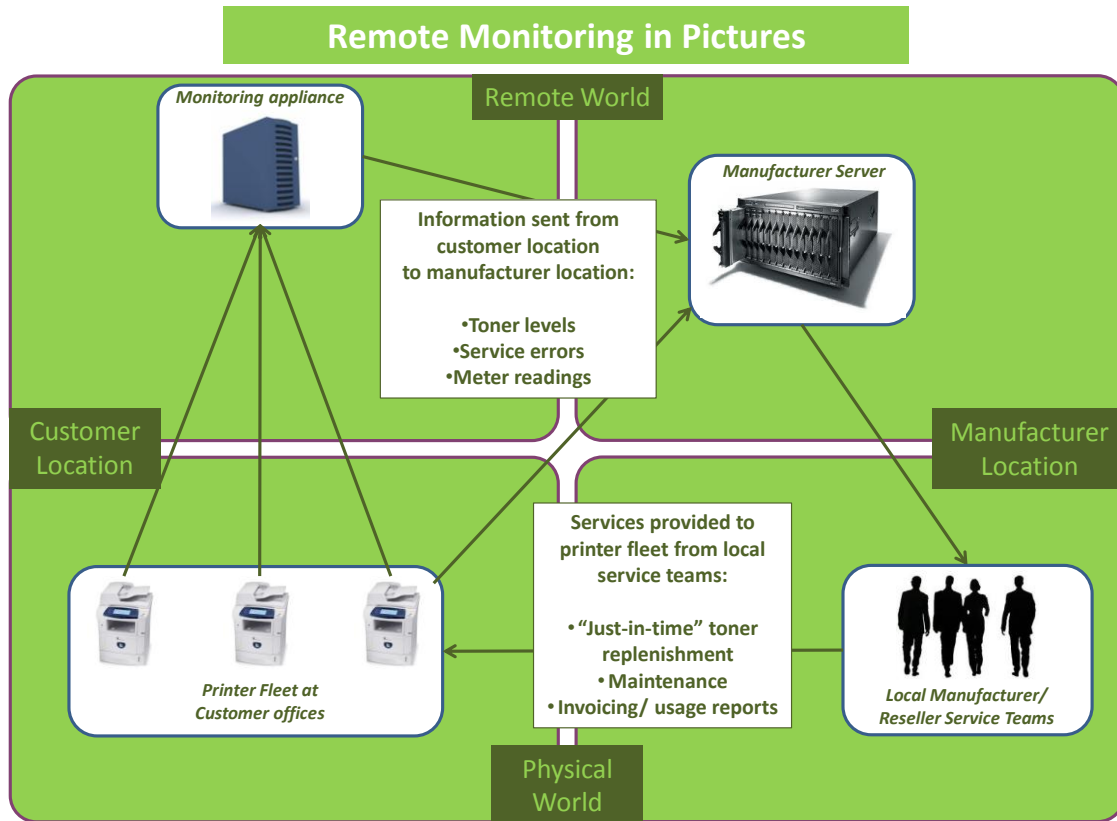 Remote Monitoring in Pictures
Monitoring appliance
Remote World
Manufacturer Server
Information sent from
customer location
to manufacturer location:
•Toner levels
•Service errors
•Meter readings
Customer
Location
Manufacturer
Location
Services provided to
printer fleet from local
service teams:
•“Just-in-time” toner
replenishment
•Maintenance
•Invoicing/ usage reports
Printer Fleet at
Customer offices
Local Manufacturer/
Reseller Service Teams
Physical
World